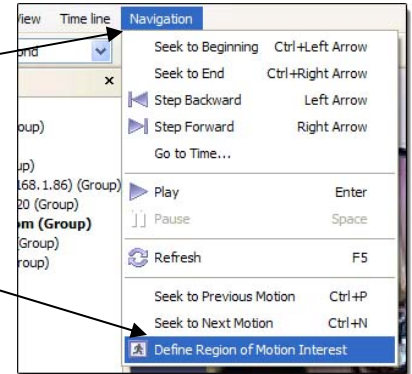 View Time line Navigation
ond
Seek to Beginning Ctrl+Left Arrow
Seek to End Ctrl+Right Arrow
Step Backward Left Arrow
Step Forward Right Arrow
Go to Time...
Play Enter
Pause Space
Refresh F5
Seek to Previous Motion Ctrl+P
Seek to Next Motion Ctrl+N
Define Region of Motion Interest
x
oup)
up)
168.1.86) (Group)
20 (Group)
om (Group)
(Group)
roup)